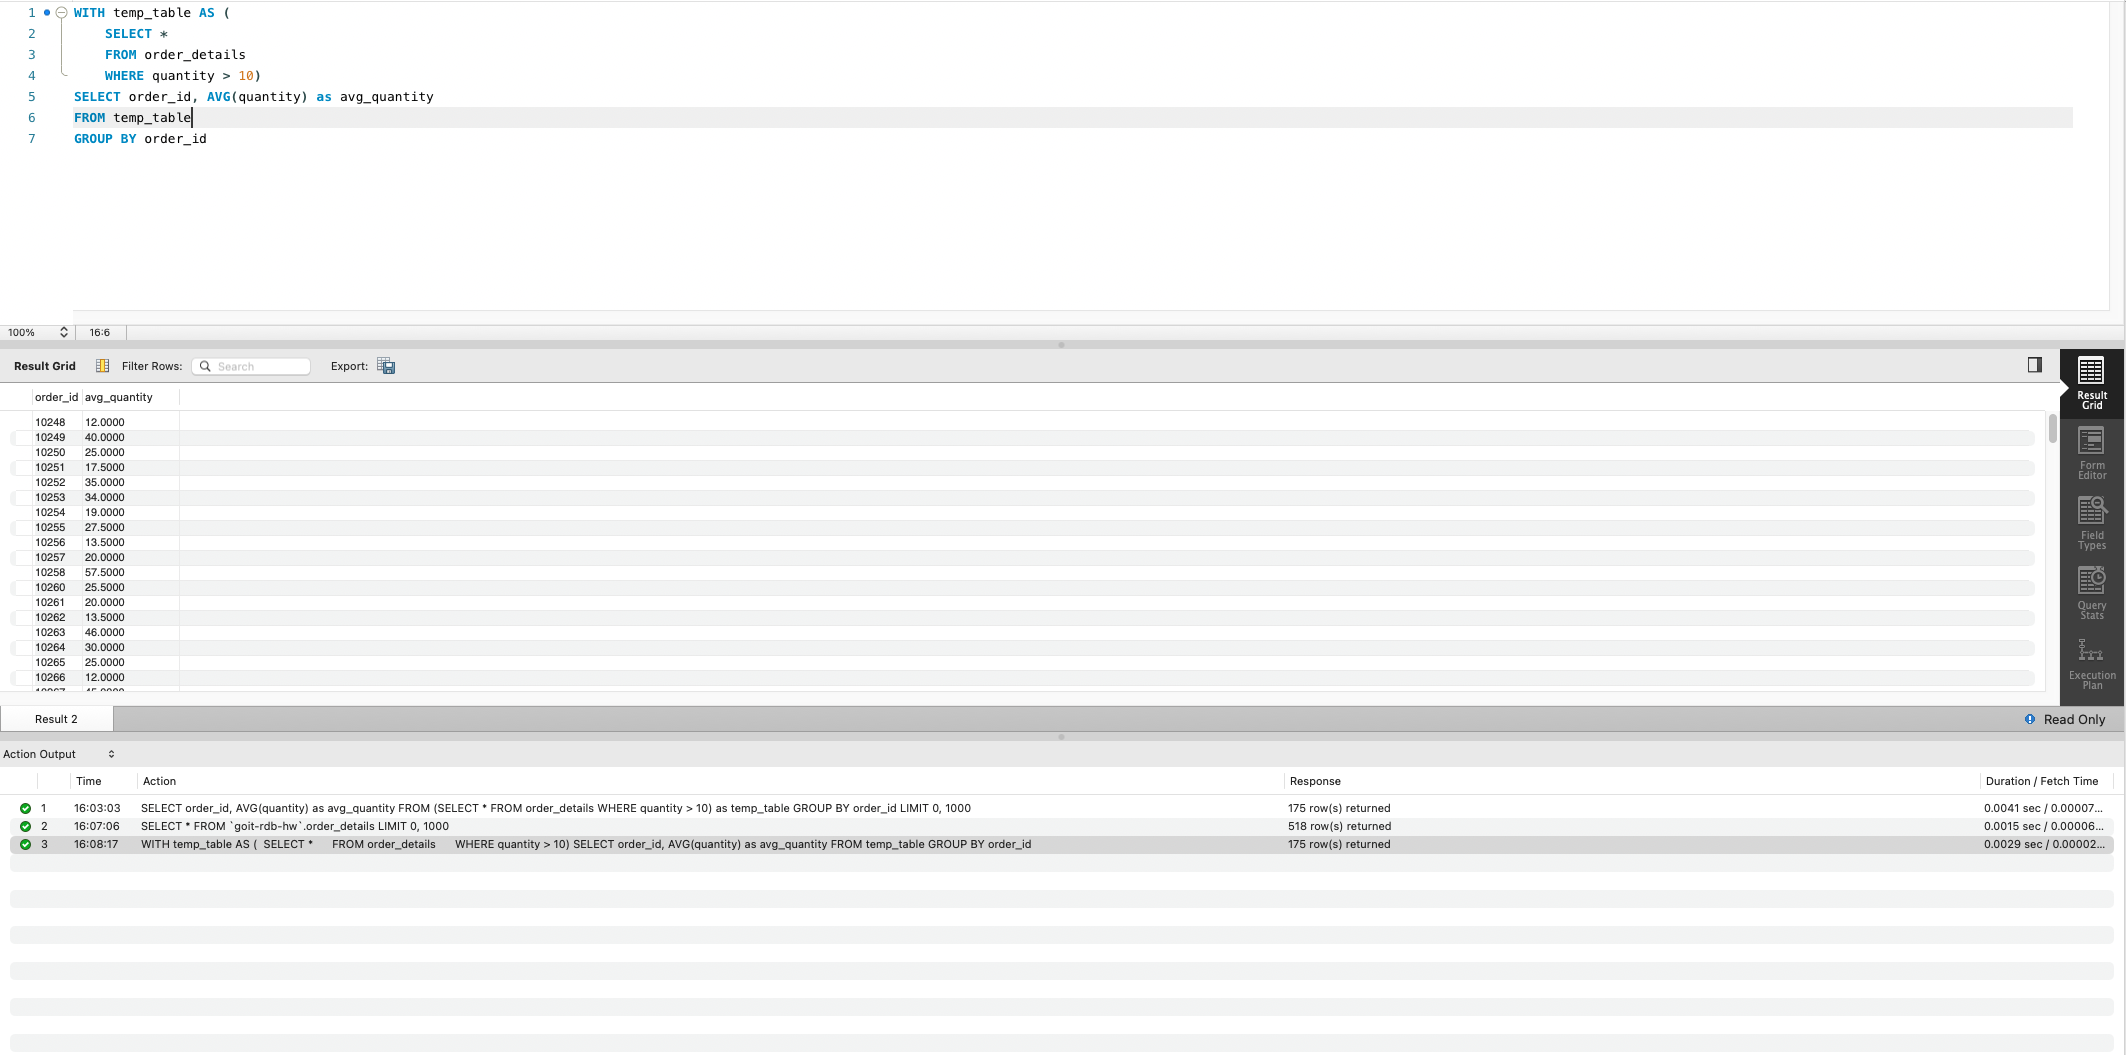 1 WITH temp_table AS (
2 SELECT *
3 FROM order_details
4 WHERE quantity > 10)
5 SELECT order_id, AVG(quantity) as avg_quantity
6 FROM temp_table
7 GROUP BY order_id
100% 16:6
Result Grid Filter Rows: Search Export:
order_id avg_quantity
10248 12.0000
10249 40.0000
10250 25.0000
10251 17.5000
10252 35.0000
10253 34.0000
10254 19.0000
10255 27.5000
10256 13.5000
10257 20.0000
10258 57.5000
10260 25.5000
10261 20.0000
10262 13.5000
10263 46.0000
10264 30.0000
10265 25.0000
10266 12.0000
Result
Grid
Form
Editor
Field
Types
Query
Stats
Execution
Plan
Result 2 Read Only
Action Output
Time Action Response Duration / Fetch Time
1 16:03:03 SELECT order_id, AVG(quantity) as avg_quantity FROM (SELECT * FROM order_details WHERE quantity > 10) as temp_table GROUP BY order_id LIMIT 0, 1000 175 row(s) returned 0.0041 sec / 0.00007...
2 16:07:06 SELECT * FROM `goit-rdb-hw`.order_details LIMIT 0, 1000 518 row(s) returned 0.0015 sec / 0.00006...
3 16:08:17 WITH temp_table AS ( SELECT * FROM order_details WHERE quantity > 10) SELECT order_id, AVG(quantity) as avg_quantity FROM temp_table GROUP BY order_id 175 row(s) returned 0.0029 sec / 0.00002...